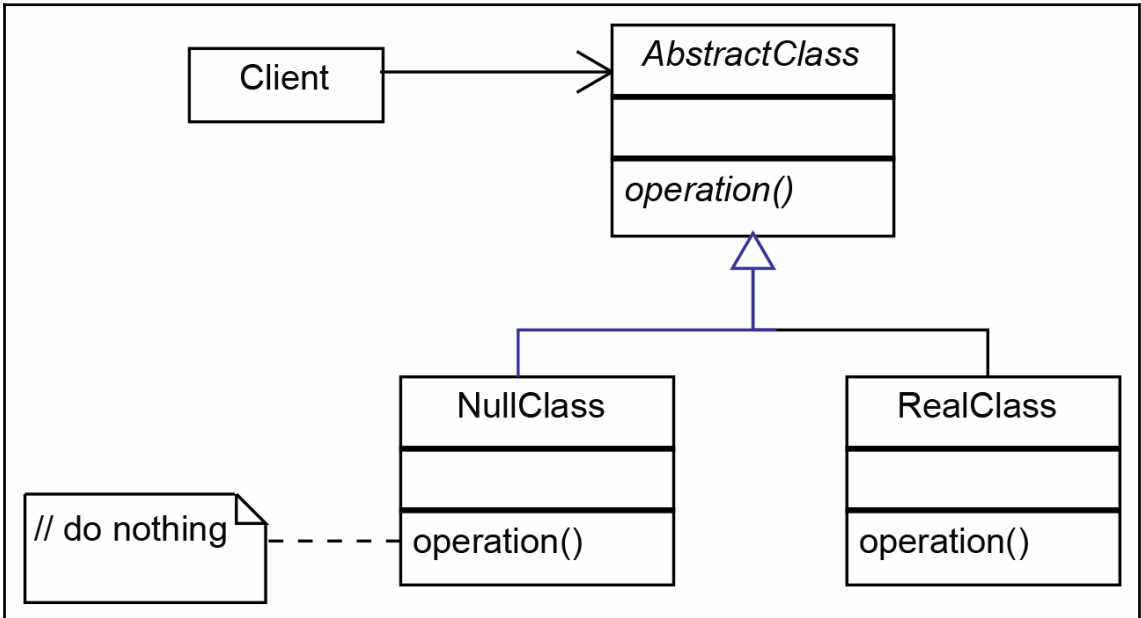 Client
AbstractClass
operation()
NullClass
RealClass
// do nothing
operation()
operation()